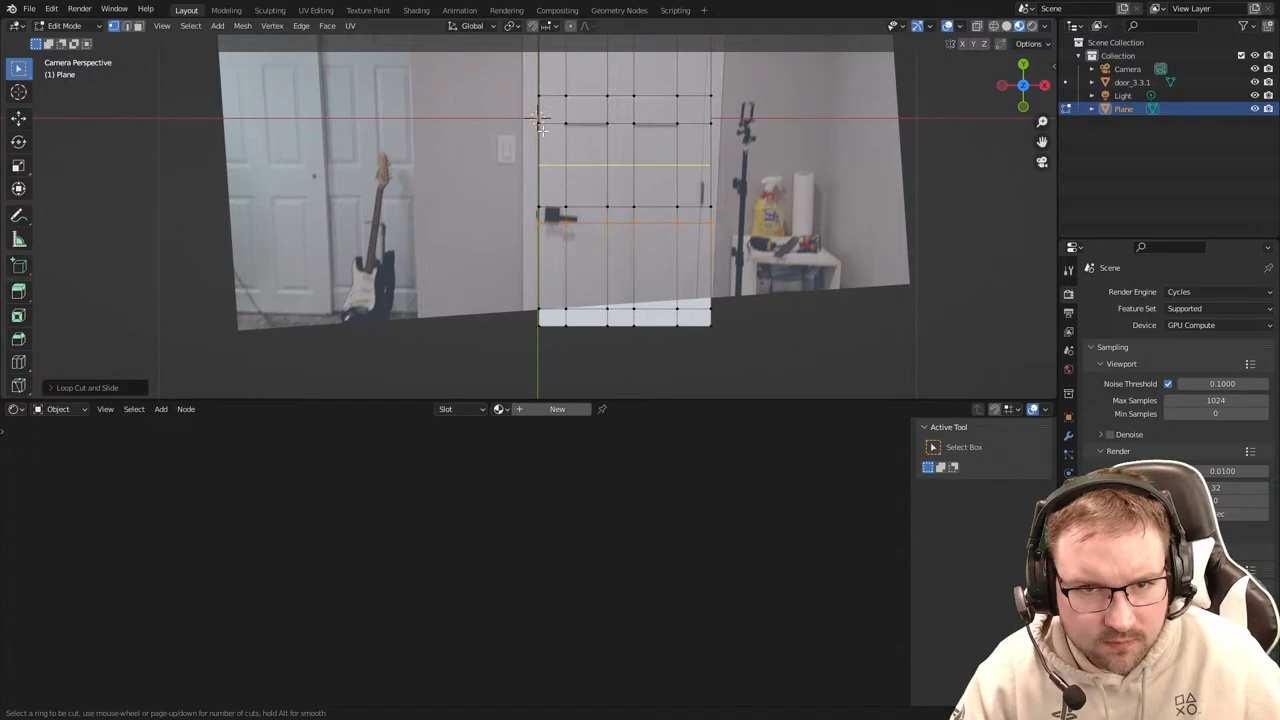 File Edit Render Window Help Layout Modeling Sculpting UV Editing Texture Paint Shading Animation Rendering Compositing Geometry Nodes Scripting Scene View Layer
Edit Mode View Select Add Mesh Vertex Edge Face UV Global
X Y Z Options
Camera Perspective
(1) Plane
Y
X
Z
Loop Cut and Slide
Scene Collection
Collection
Camera
door_3.3.1
Light
Plane
Scene
Render Engine Cycles
Feature Set Supported
Device GPU Compute
Sampling
Viewport
Noise Threshold 0.1000
Max Samples 1024
Min Samples 0
Denoise
Render
0.0100
32
0
sec
Object View Select Add Node Slot New
Active Tool
Select Box
Select a ring to be cut, use mouse-wheel or page-up/down for number of cuts, hold Alt for smooth